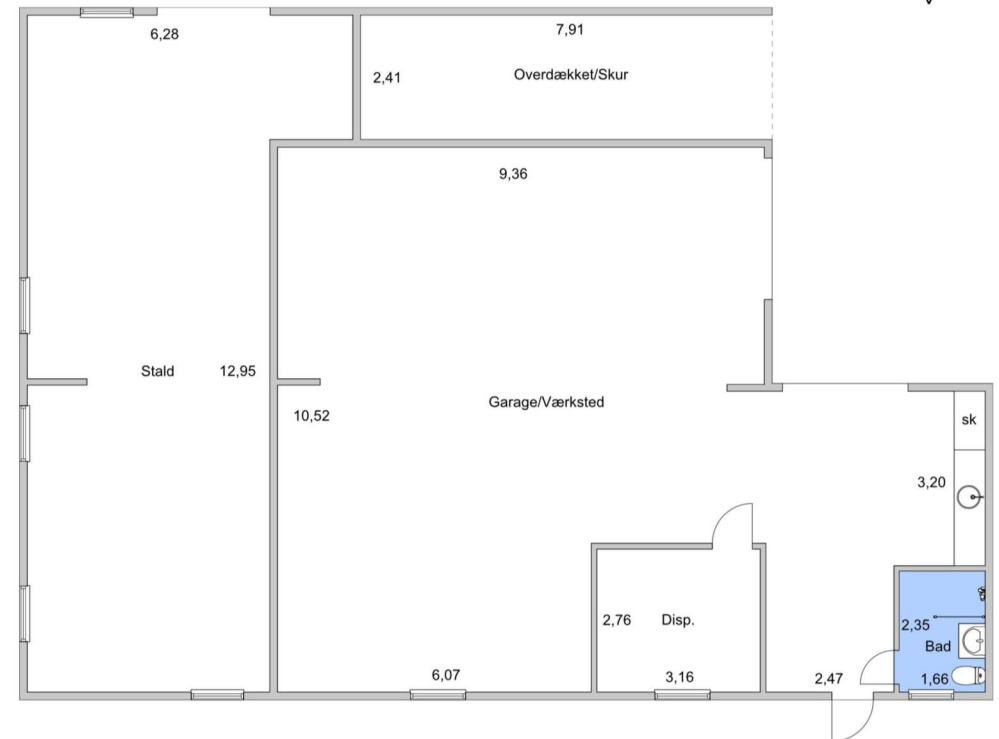 6,28
7,91
2,41
Overdækket/Skur
9,36
Stald
12,95
Garage/Værksted
10,52
sk
3,20
2,76
Disp.
2,35
Bad
6,07
3,16
2,47
1,66